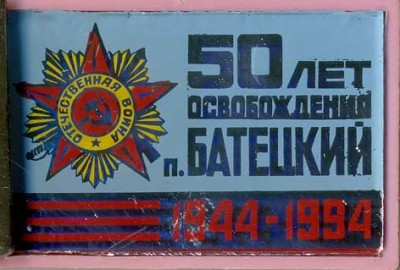 ОТЕЧЕСТВЕННАЯ ВОЙНА
50 ЛЕТ
ОСВОБОЖДЕНИЯ
п. БАТЕЦКИЙ
1944-1994